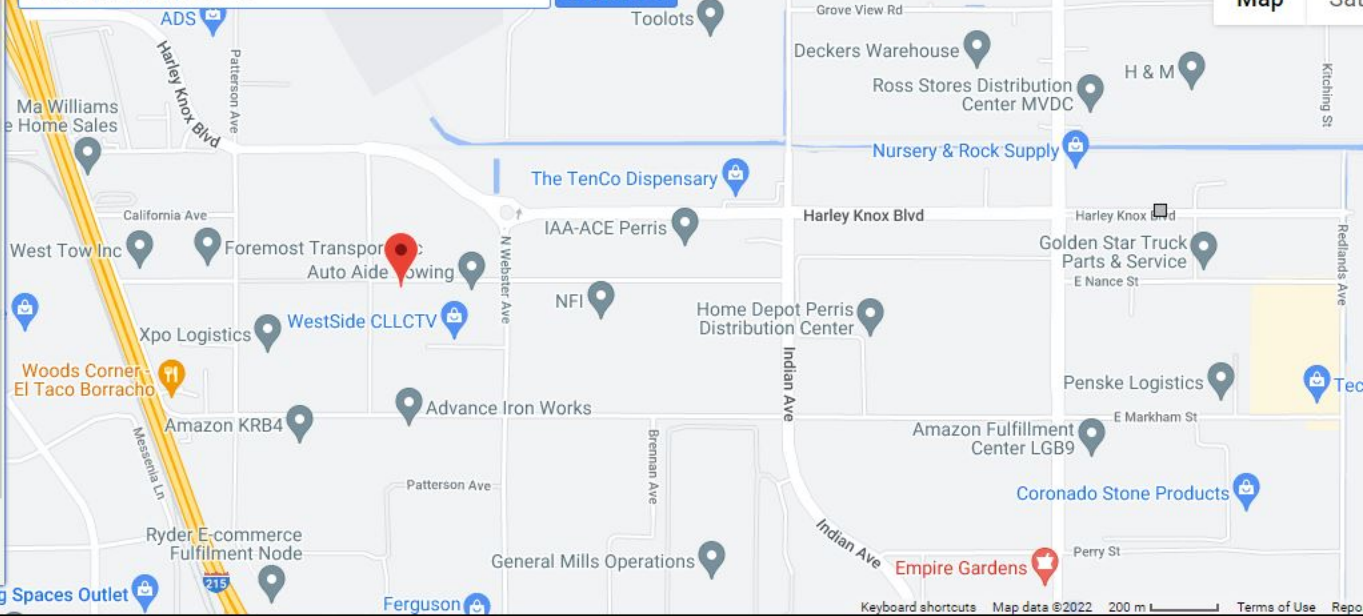 Map
ADS
Toolots
Grove View Rd
Deckers Warehouse
Ross Stores Distribution
Center MVDC
H & M
Kitching St
Harley Knox Blvd
Patterson Ave
Ma Williams
e Home Sales
Nursery & Rock Supply
The TenCo Dispensary
California Ave
Harley Knox Blvd
Harley Knox
West Tow Inc
Foremost
Auto Aide
IAA-ACE Perris
Golden Star Truck
Parts & Service
Redlands Ave
N Webster Ave
E Nance St
NFI
Home Depot Perris
Distribution Center
WestSide CLLCTV
Xpo Logistics
Indian Ave
Woods Corner -
El Taco Borracho
Penske Logistics
Tec
Advance Iron Works
Amazon KRB4
E Markham St
Amazon Fulfillment
Center LGB9
Messenia Ln
Brennan Ave
Patterson Ave
Coronado Stone Products
Ryder E-commerce
Fulfilment Node
General Mills Operations
Indian Ave
Perry St
Empire Gardens
215
g Spaces Outlet
Ferguson
Keyboard shortcuts
Map data ©2022
200 m
Terms of Use
Repo